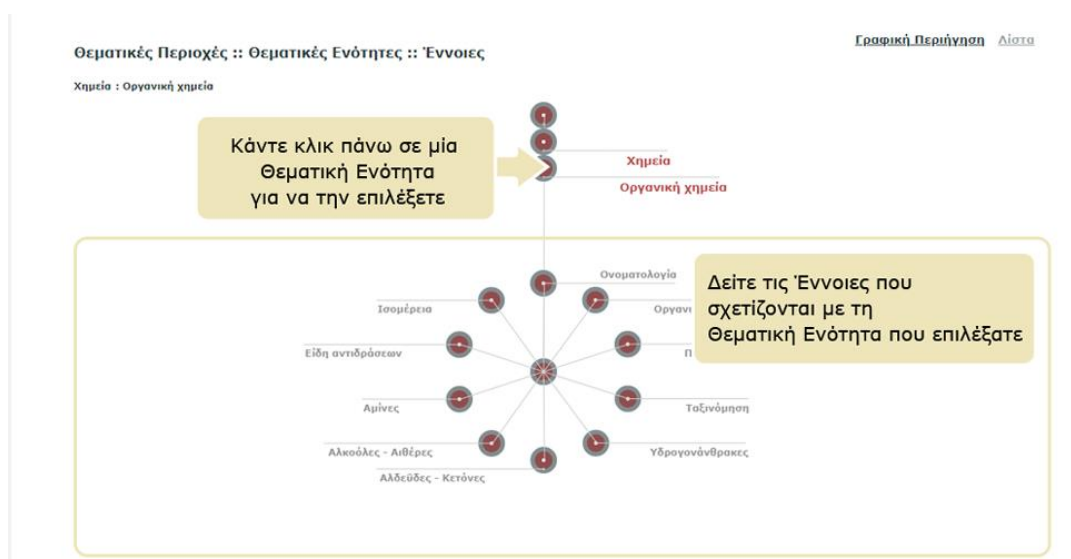 Γραφική Περιήγηση Λίστα
Θεματικές Περιοχές :: Θεματικές Ενότητες :: Έννοιες
Χημεία : Οργανική χημεία
Κάντε κλικ πάνω σε μία
Θεματική Ενότητα
για να την επιλέξετε
Χημεία
Οργανική χημεία
Δείτε τις Έννοιες που
σχετίζονται με τη
Θεματική Ενότητα που επιλέξατε
Ονοματολογία
Ισομέρεια
Είδη αντιδράσεων
Αμίνες
Ταξινόμηση
Αλκοόλες - Αιθέρες
Υδρογονάνθρακες
Αλδεΰδες - Κετόνες